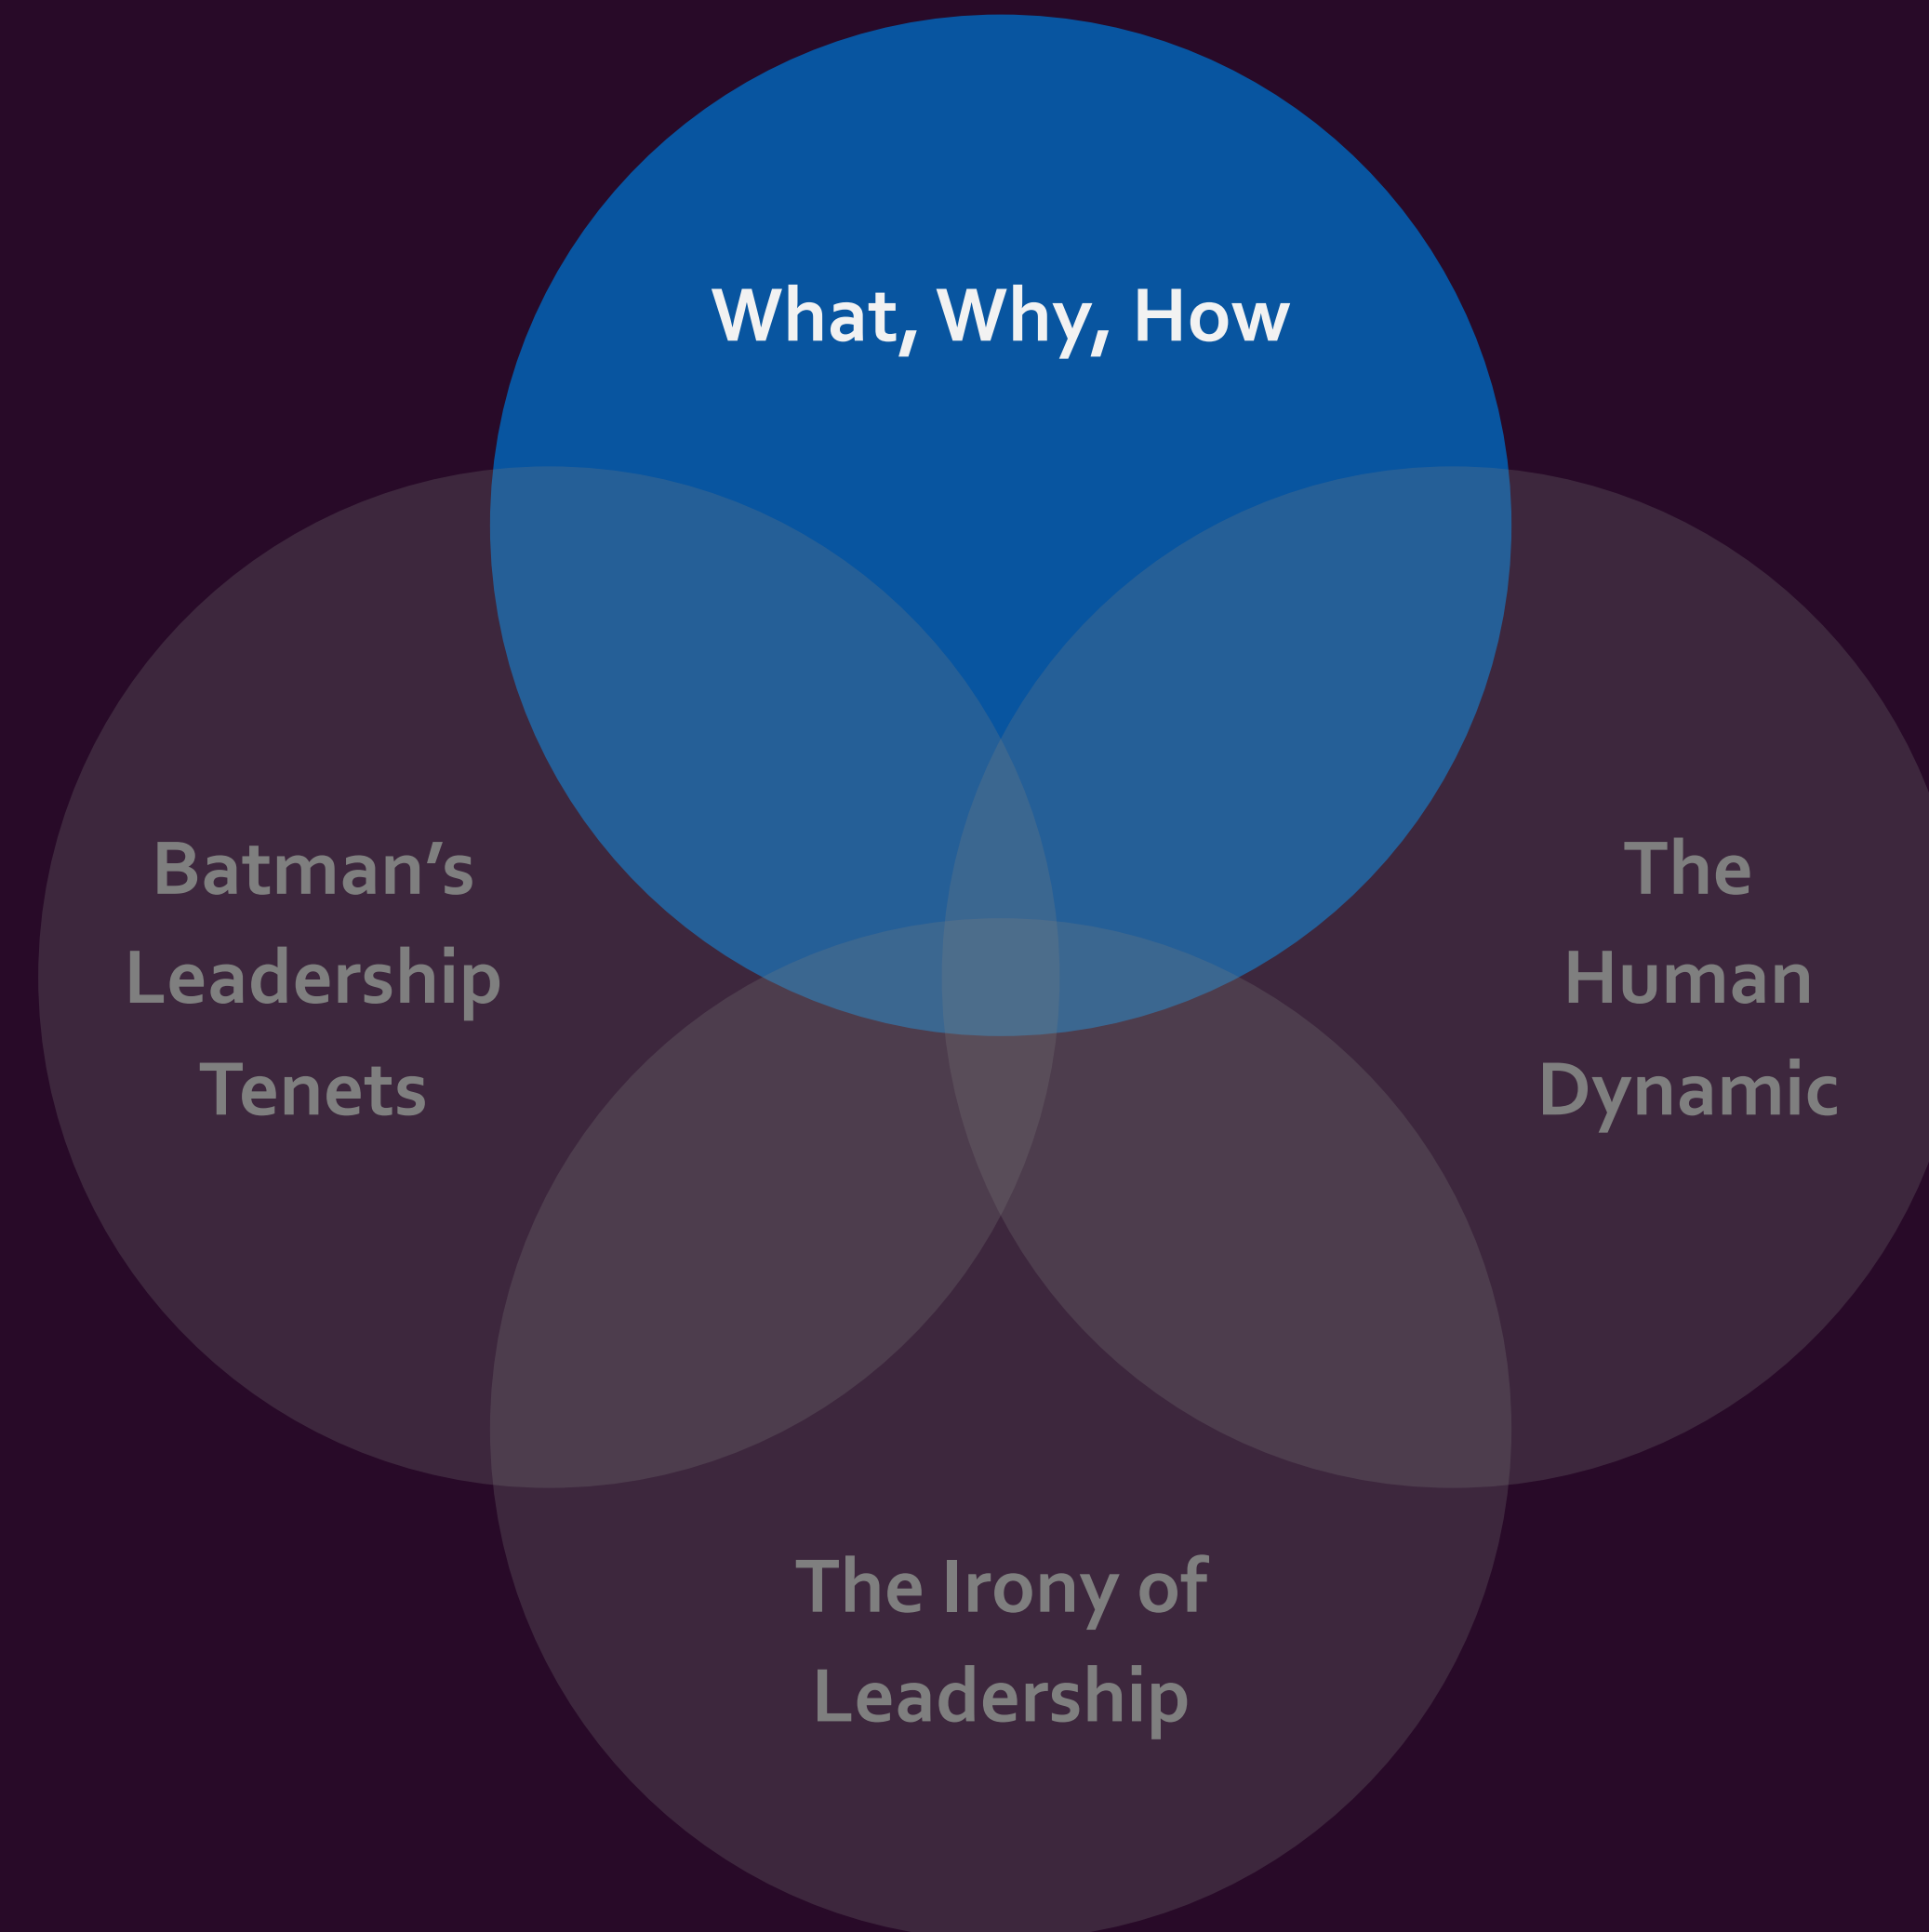 What, Why, How
Batman’s
Leadership
Tenets
The
Human
Dynamic
The Irony of
Leadership